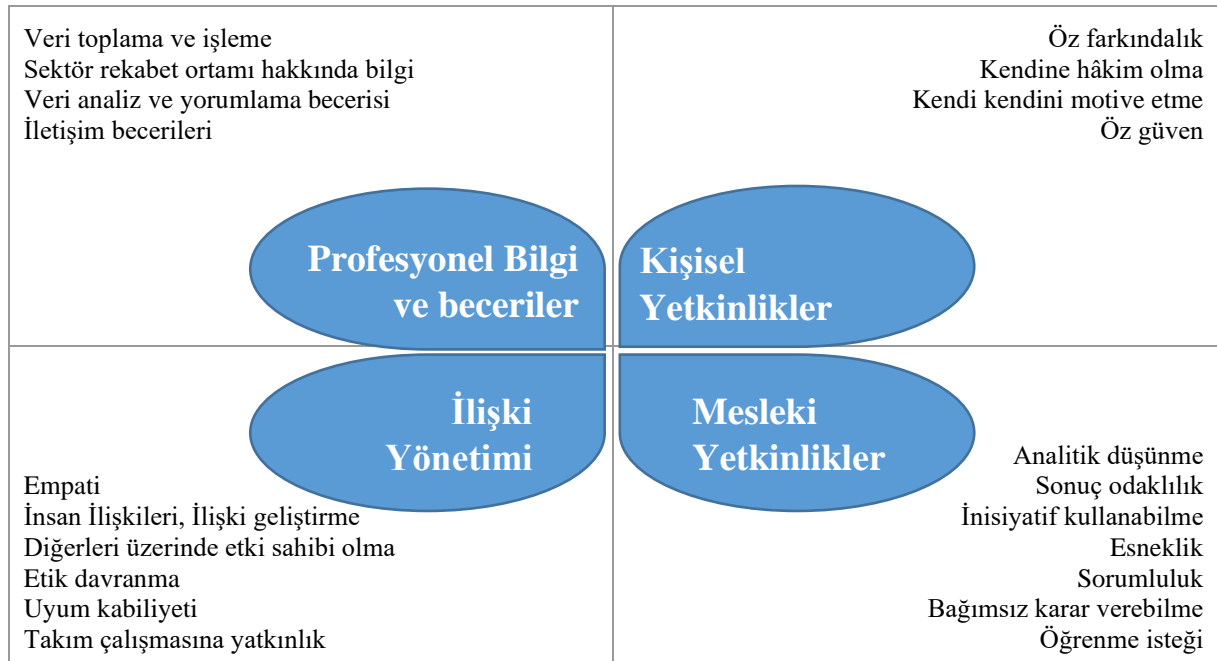 Veri toplama ve işleme
Sektör rekabet ortamı hakkında bilgi
Veri analiz ve yorumlama becerisi
İletişim becerileri
Öz farkındalık
Kendine hâkim olma
Kendi kendini motive etme
Öz güven
Profesyonel Bilgi
ve beceriler
Kişisel
Yetkinlikler
İlişki
Yönetimi
Mesleki
Yetkinlikler
Empati
İnsan İlişkileri, İlişki geliştirme
Diğerleri üzerinde etki sahibi olma
Etik davranma
Uyum kabiliyeti
Takım çalışmasına yatkınlık
Analitik düşünme
Sonuç odaklılık
İnisiyatif kullanabilme
Esneklik
Sorumluluk
Bağımsız karar verebilme
Öğrenme isteği